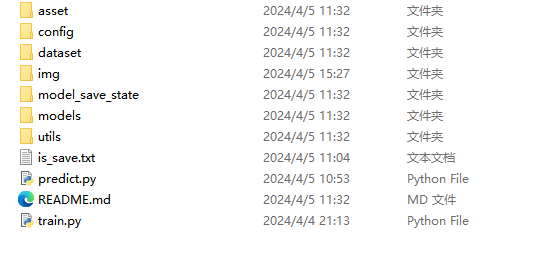 asset 2024/4/5 11:32 文件夹
config 2024/4/5 11:32 文件夹
dataset 2024/4/5 11:32 文件夹
img 2024/4/5 15:27 文件夹
model_save_state 2024/4/5 11:32 文件夹
models 2024/4/5 11:32 文件夹
utils 2024/4/5 11:32 文件夹
is_save.txt 2024/4/5 11:04 文本文档
predict.py 2024/4/5 10:53 Python File
README.md 2024/4/5 11:32 MD 文件
train.py 2024/4/4 21:13 Python File